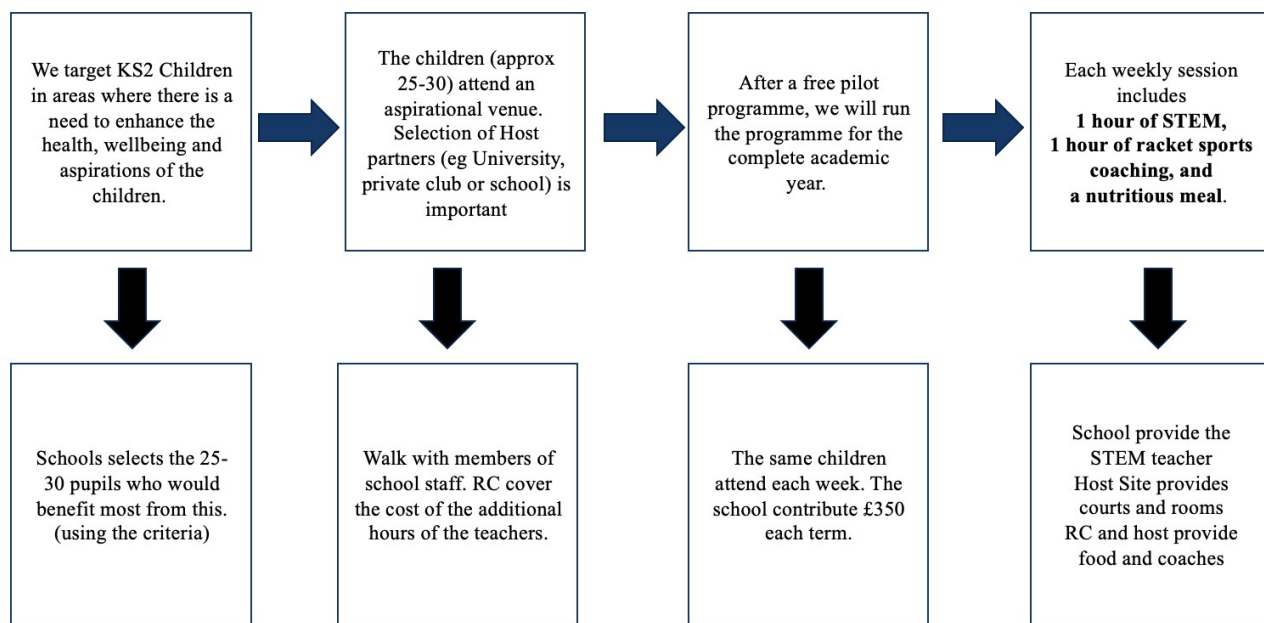 We target KS2 Children
in areas where there is a
need to enhance the
health, wellbeing and
aspirations of the
children.
The children (approx
25-30) attend an
aspirational venue.
Selection of Host
partners (eg University,
private club or school) is
important
After a free pilot
programme, we will run
the programme for the
complete academic
year.
Each weekly session
includes
1 hour of STEM,
1 hour of racket sports
coaching, and
a nutritious meal.
Schools selects the 25-
30 pupils who would
benefit most from this.
(using the criteria)
Walk with members of
school staff. RC cover
the cost of the additional
hours of the teachers.
The same children
attend each week. The
school contribute £350
each term.
School provide the
STEM teacher
Host Site provides
courts and rooms
RC and host provide
food and coaches